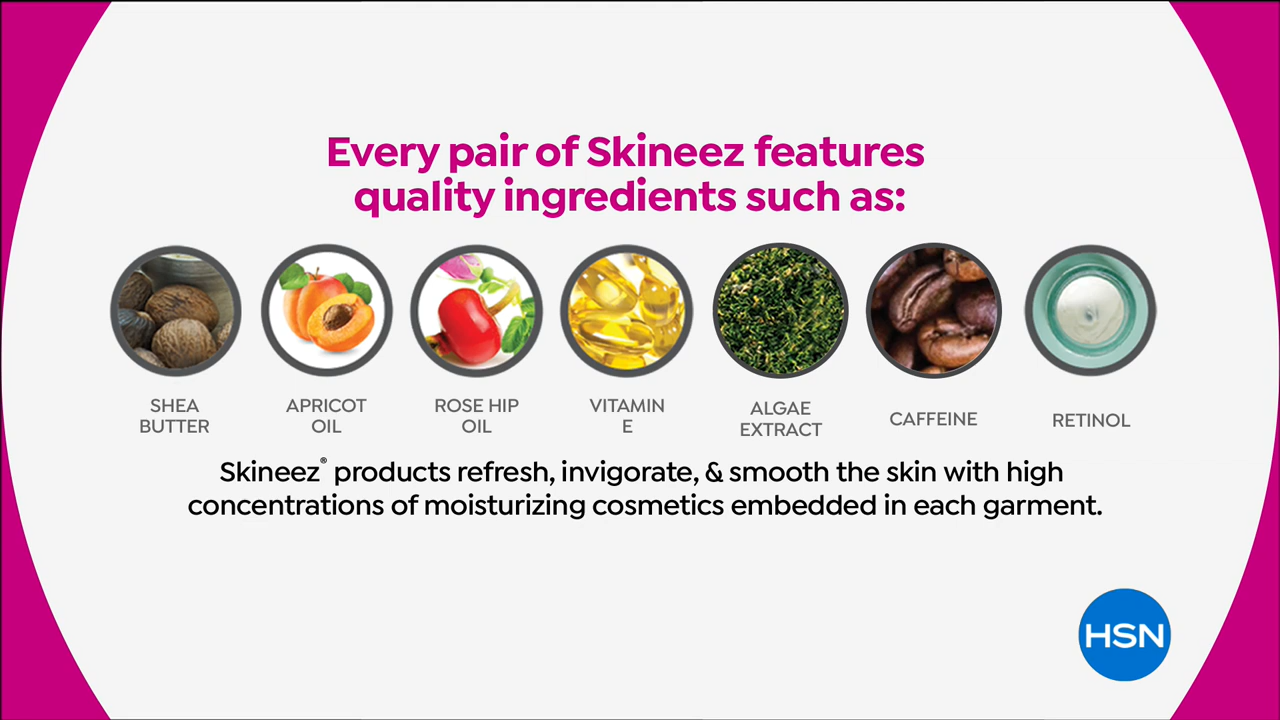 Every pair of Skineez features
quality ingredients such as:
SHEA
BUTTER
APRICOT
OIL
ROSE HIP
OIL
VITAMIN
E
ALGAE
EXTRACT
CAFFEINE
RETINOL
Skineez® products refresh, invigorate, & smooth the skin with high
concentrations of moisturizing cosmetics embedded in each garment.
HSN